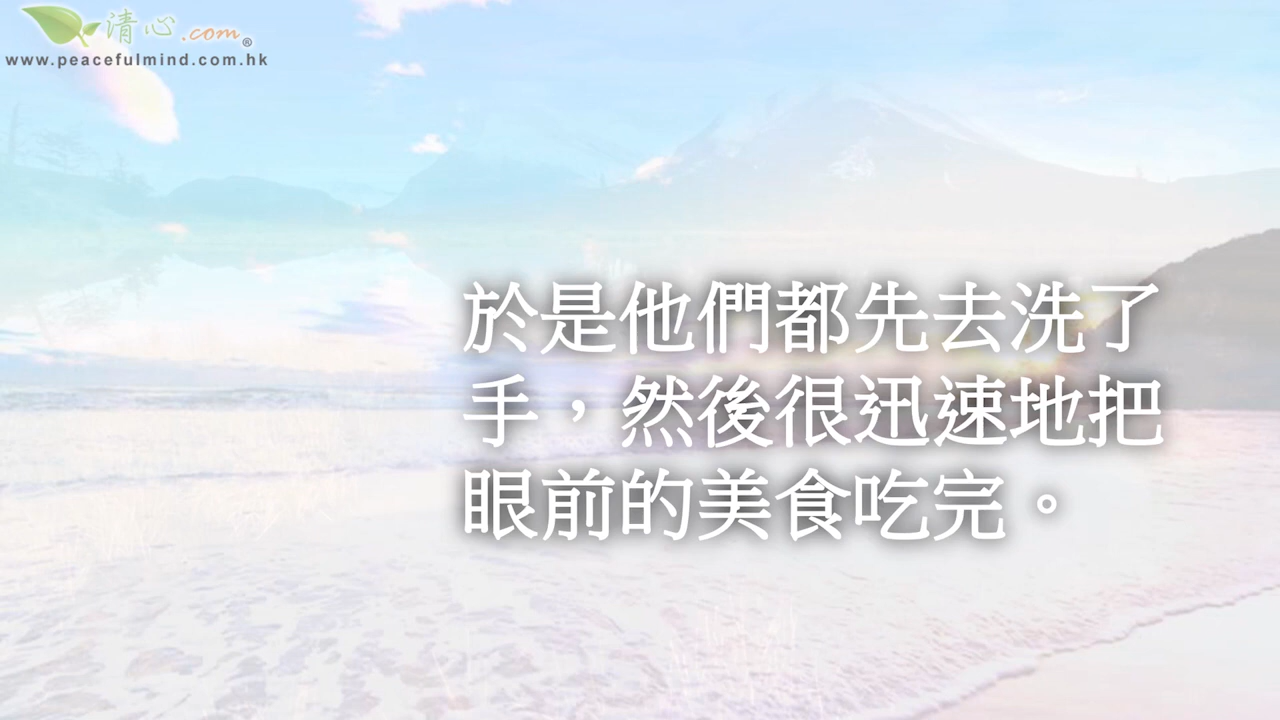 清心.com®
www.peacefulmind.com.hk
於是他們都先去洗了
手，然後很迅速地把
眼前的美食吃完。